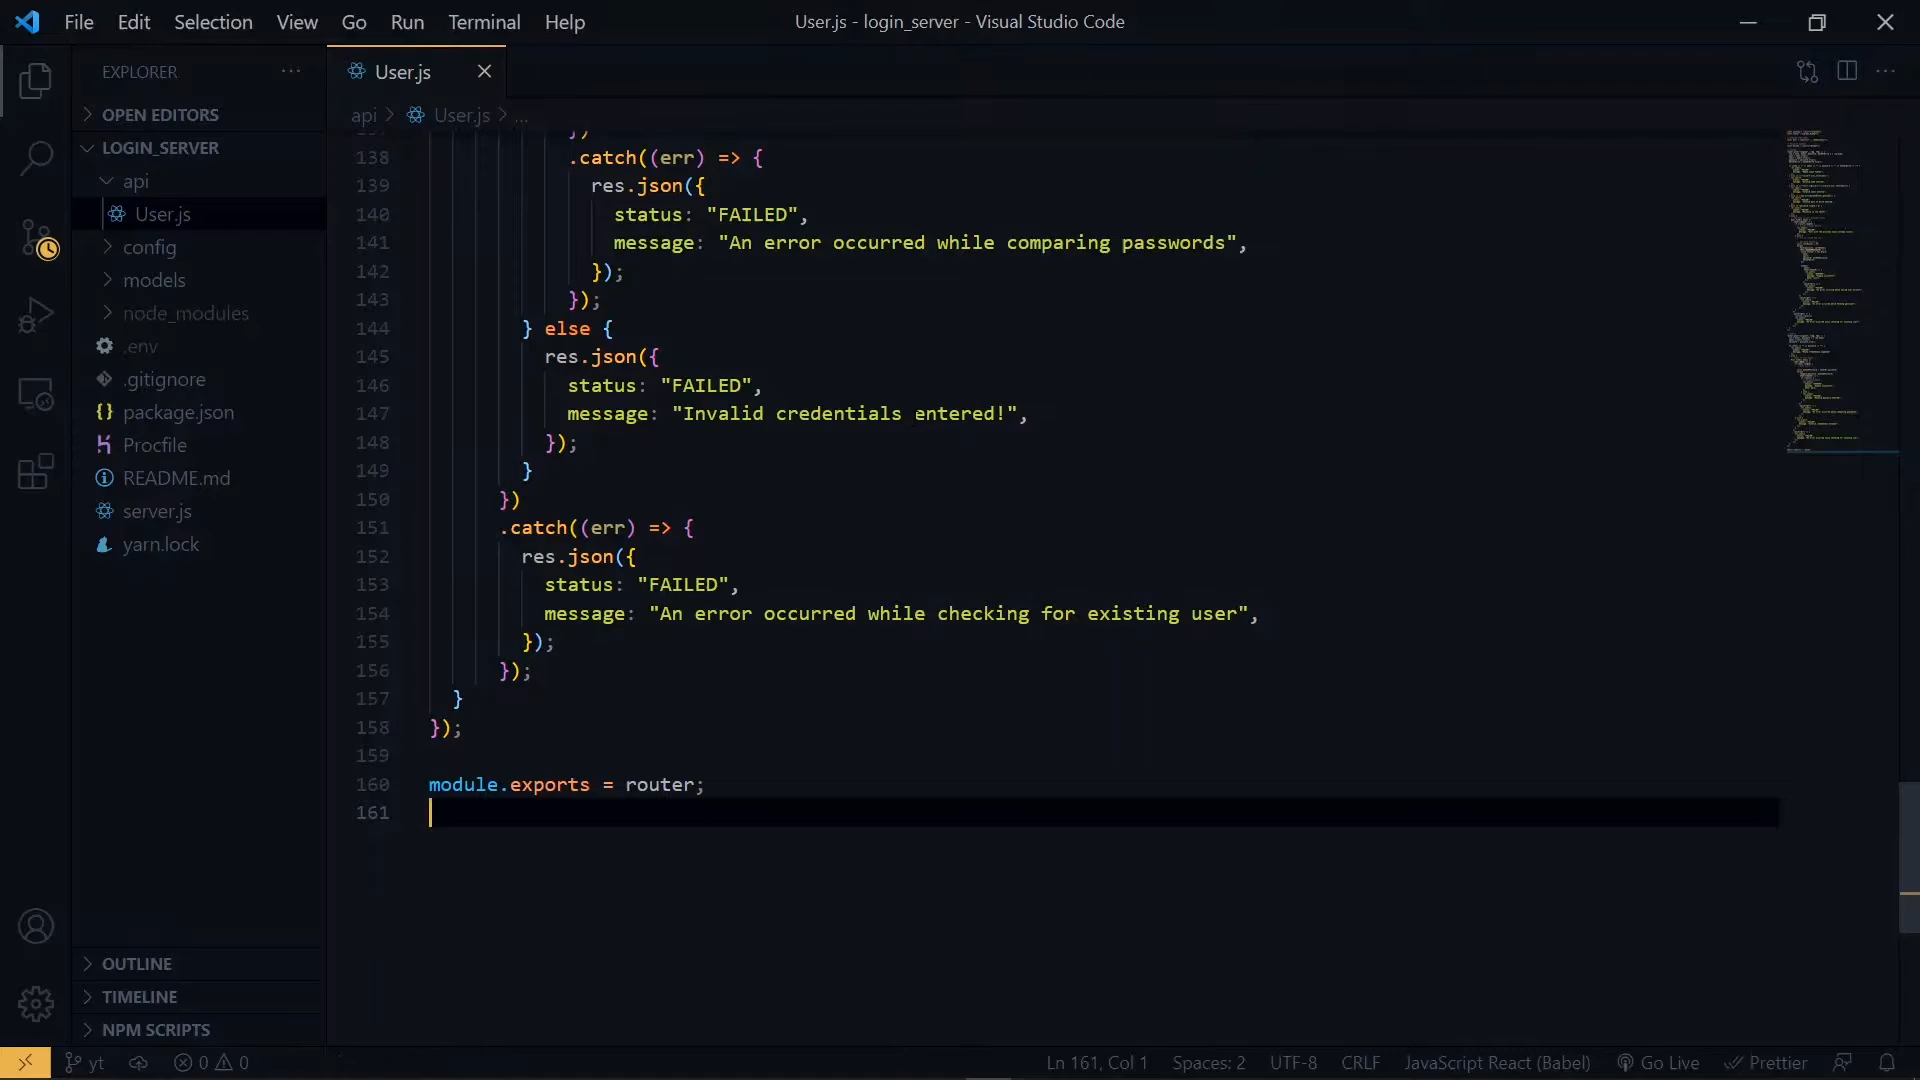 File Edit Selection View Go Run Terminal Help
User.js - login_server - Visual Studio Code
EXPLORER
OPEN EDITORS
LOGIN_SERVER
api
User.js
config
models
node_modules
.env
.gitignore
package.json
Procfile
README.md
server.js
yarn.lock
OUTLINE
TIMELINE
NPM SCRIPTS
User.js
api > User.js > ...
138 .catch((err) => {
139 res.json({
140 status: "FAILED",
141 message: "An error occurred while comparing passwords",
142 });
143 });
144 } else {
145 res.json({
146 status: "FAILED",
147 message: "Invalid credentials entered!",
148 });
149 }
150 })
151 .catch((err) => {
152 res.json({
153 status: "FAILED",
154 message: "An error occurred while checking for existing user",
155 });
156 });
157 }
158 });
159
160 module.exports = router;
161
yt 0 0 Ln 161, Col 1 Spaces: 2 UTF-8 CRLF JavaScript React (Babel) Go Live Prettier